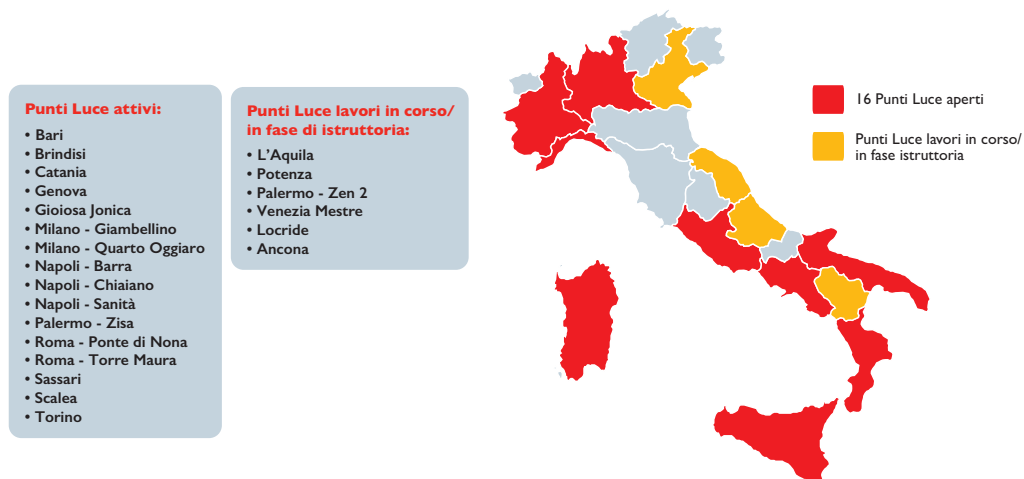 Punti Luce attivi:
• Bari
• Brindisi
• Catania
• Genova
• Gioiosa Jonica
• Milano - Giambellino
• Milano - Quarto Oggiaro
• Napoli - Barra
• Napoli - Chiaiano
• Napoli - Sanità
• Palermo - Zisa
• Roma - Ponte di Nona
• Roma - Torre Maura
• Sassari
• Scalea
• Torino
Punti Luce lavori in corso/
in fase di istruttoria:
• L'Aquila
• Potenza
• Palermo - Zen 2
• Venezia Mestre
• Locride
• Ancona
16 Punti Luce aperti
Punti Luce lavori in corso/
in fase istruttoria